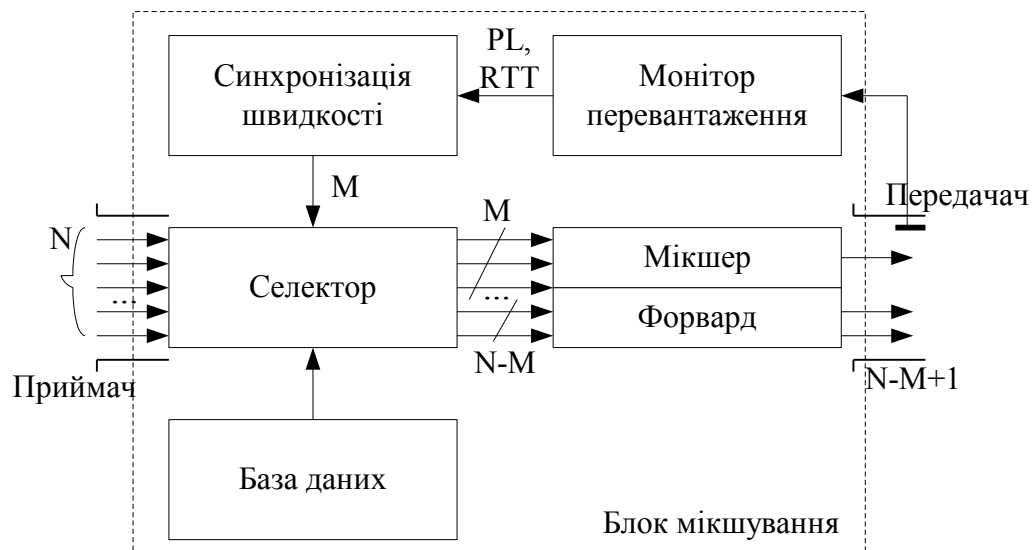 Синхронізація
швидкості
PL,
RTT
Монітор
перевантаження
M
Передавач
N
...
Селектор
M
...
N-M
Мікшер
Форвард
Приймач
N-M+1
База даних
Блок мікшування